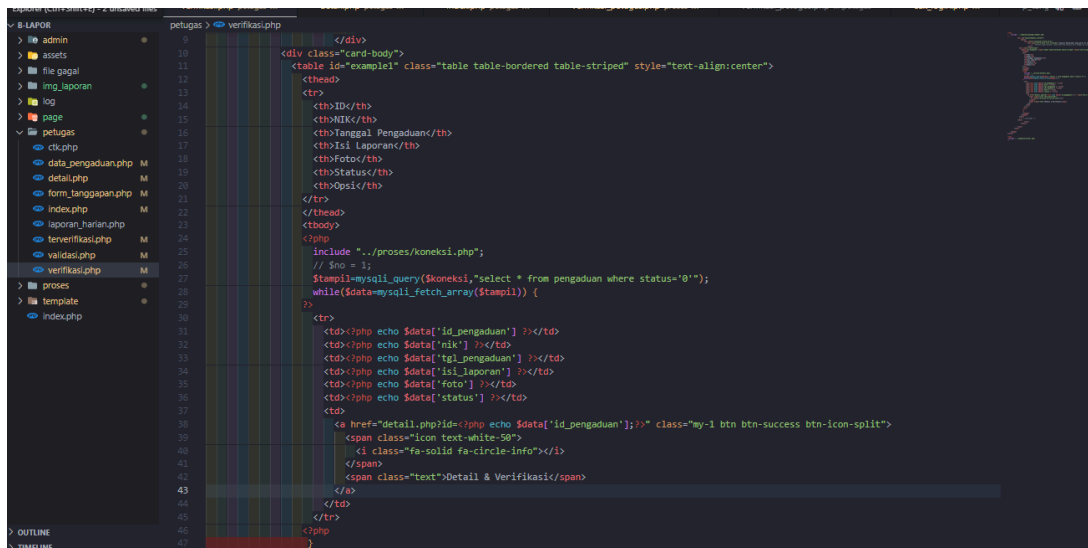 Explorer (Ctrl+Shift+E) - 2 unsaved files
B-LAPOR
admin
assets
file gagal
img_laporan
log
page
petugas
ctk.php
data_pengaduan.php M
detail.php M
form_tanggapan.php M
index.php M
laporan_harian.php
terverifikasi.php M
validasi.php M
verifikasi.php M
proses
template
index.php
OUTLINE
TIMELINE
petugas > verifikasi.php
9 </div>
10 <div class="card-body">
11 <table id="example1" class="table table-bordered table-striped" style="text-align:center">
12 <thead>
13 <tr>
14 <th>ID</th>
15 <th>NIK</th>
16 <th>Tanggal Pengaduan</th>
17 <th>Isi Laporan</th>
18 <th>Foto</th>
19 <th>Status</th>
20 <th>Opsi</th>
21 </tr>
22 </thead>
23 <tbody>
24 <?php
25 include "../proses/koneksi.php";
26 // $no = 1;
27 $tampil=mysqli_query($koneksi,"select * from pengaduan where status='0'");
28 while($data=mysqli_fetch_array($tampil)) {
29 ?>
30 <tr>
31 <td><?php echo $data['id_pengaduan'] ?></td>
32 <td><?php echo $data['nik'] ?></td>
33 <td><?php echo $data['tgl_pengaduan'] ?></td>
34 <td><?php echo $data['isi_laporan'] ?></td>
35 <td><?php echo $data['foto'] ?></td>
36 <td><?php echo $data['status'] ?></td>
37 <td>
38 <a href="detail.php?id=<?php echo $data['id_pengaduan'];?>" class="my-1 btn btn-success btn-icon-split">
39 <span class="icon text-white-50">
40 <i class="fa-solid fa-circle-info"></i>
41 </span>
42 <span class="text">Detail & Verifikasi</span>
43 </a>
44 </td>
45 </tr>
46 <?php
47 }